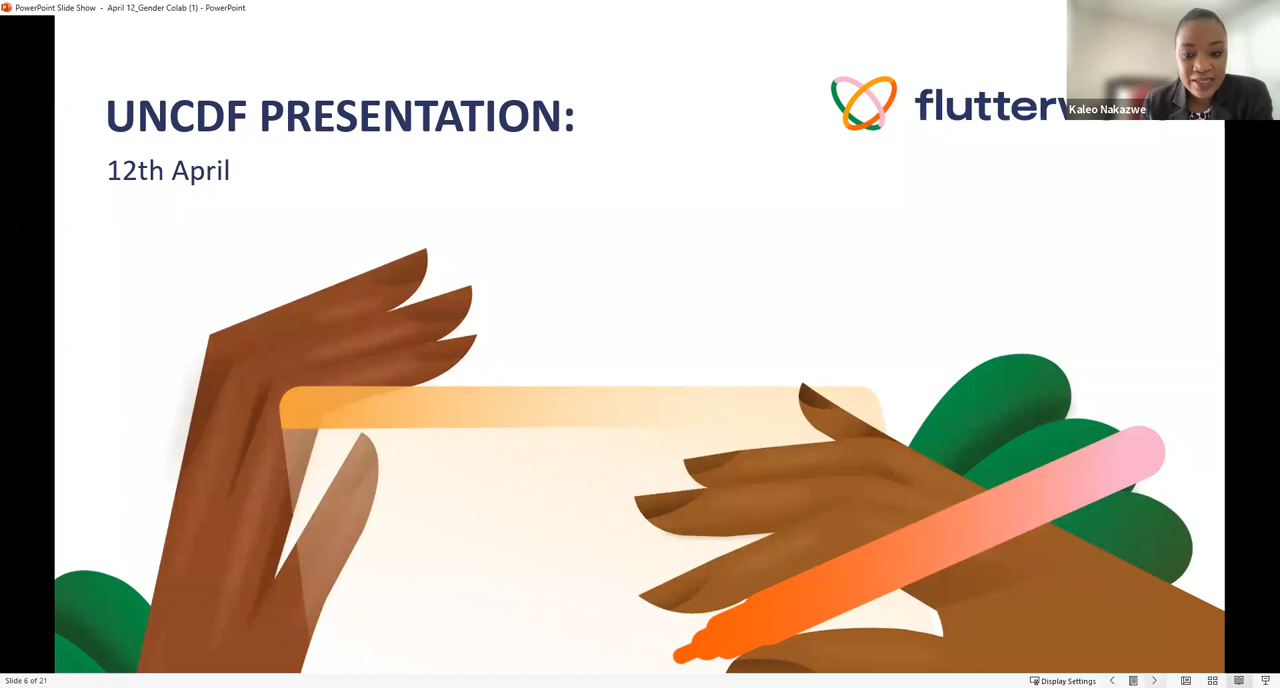 PowerPoint Slide Show - April 12_Gender Colab (1) - PowerPoint
UNCDF PRESENTATION:
12th April
flutterw
Kaleo Nakazwe
Slide 6 of 21
Display Settings